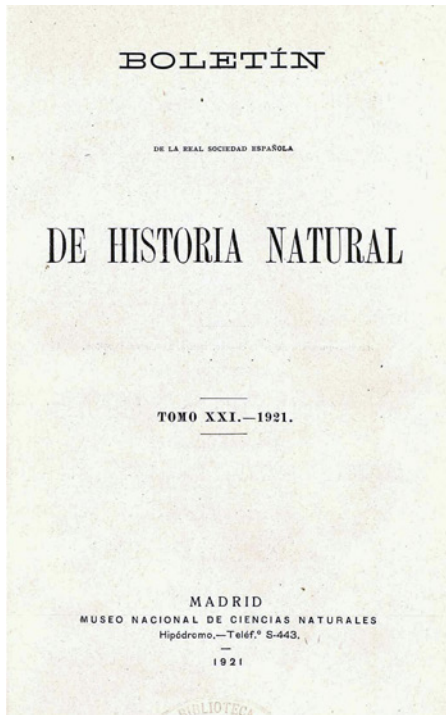 BOLETÍN
DE LA REAL SOCIEDAD ESPAÑOLA
DE HISTORIA NATURAL
TOMO XXI.—1921.
MADRID
MUSEO NACIONAL DE CIENCIAS NATURALES
Hipódromo.—Teléf.º S-443.
1921
BIBLIOTECA